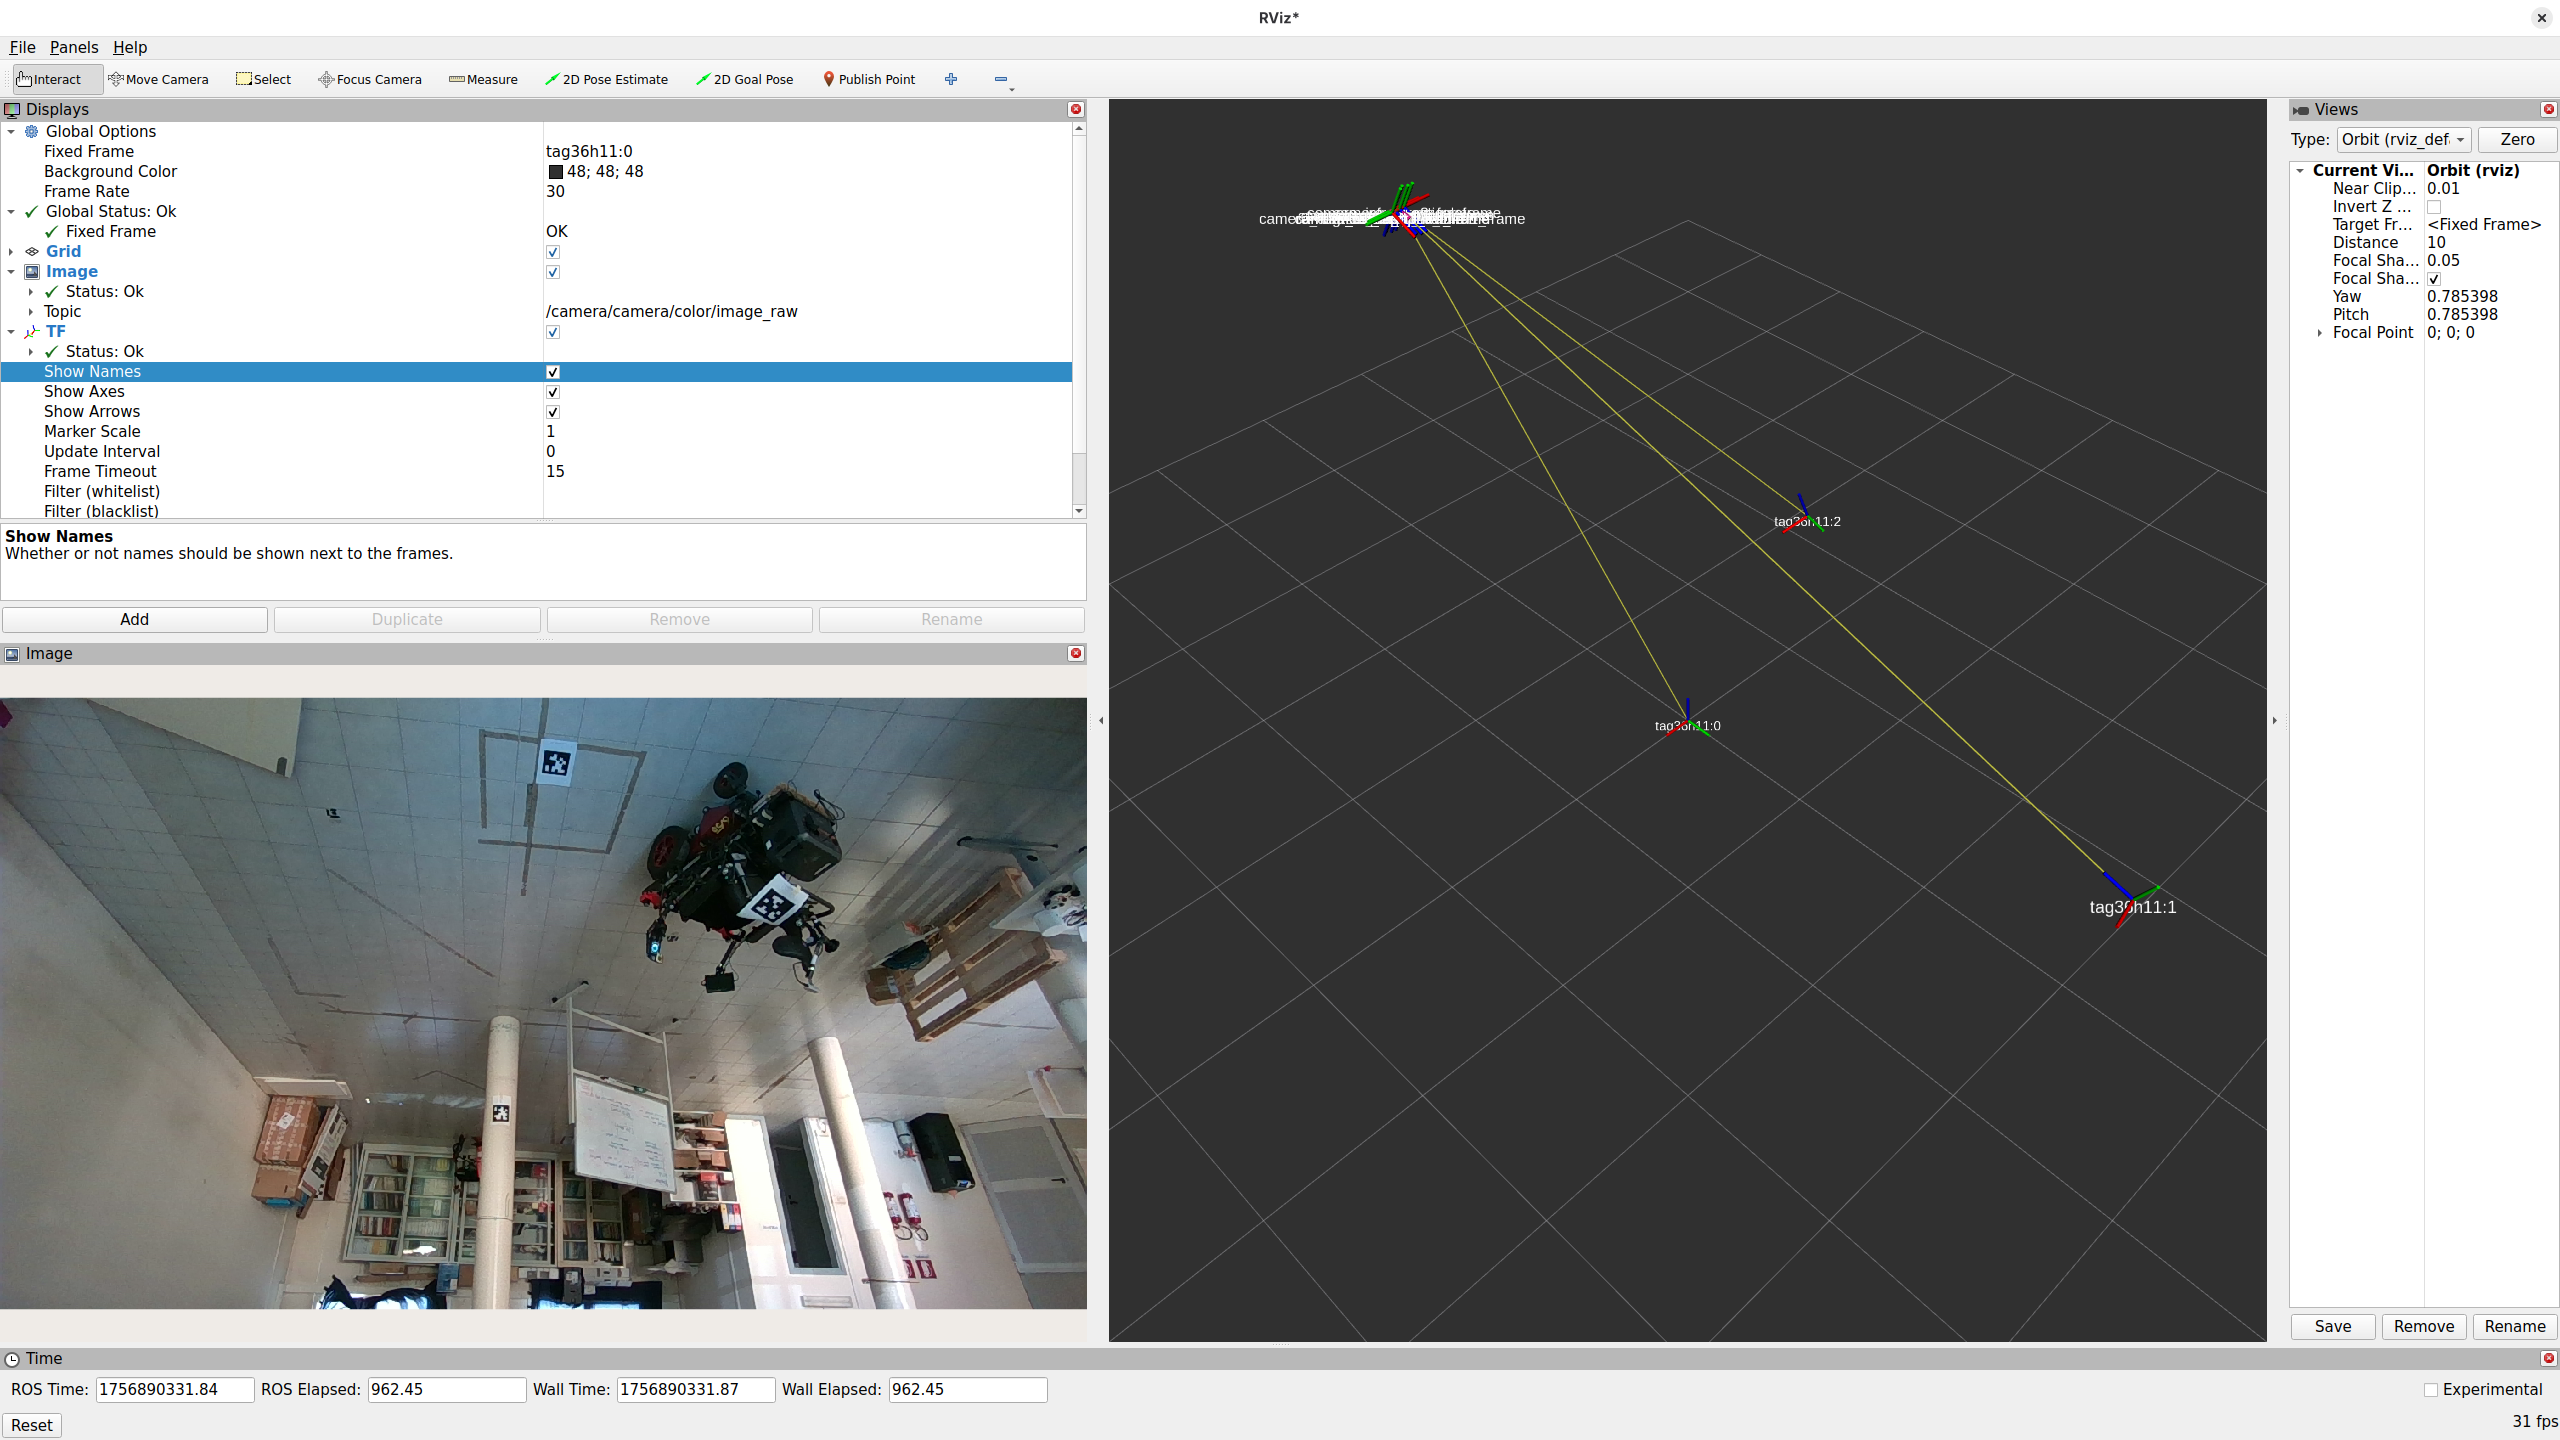 RViz*
File Panels Help
Interact Move Camera Select Focus Camera Measure 2D Pose Estimate 2D Goal Pose Publish Point
Displays
Global Options
Fixed Frame tag36h11:0
Background Color 48; 48; 48
Frame Rate 30
Global Status: Ok
Fixed Frame OK
Grid
Image
Status: Ok
Topic /camera/camera/color/image_raw
TF
Status: Ok
Show Names
Show Axes
Show Arrows
Marker Scale 1
Update Interval 0
Frame Timeout 15
Filter (whitelist)
Filter (blacklist)
Show Names
Whether or not names should be shown next to the frames.
Add Duplicate Remove Rename
Image
tag36h11:2
tag36h11:0
tag36h11:1
Views
Type: Orbit (rviz_def Zero
Current Vi... Orbit (rviz)
Near Clip... 0.01
Invert Z ...
Target Fr... <Fixed Frame>
Distance 10
Focal Sha... 0.05
Focal Sha...
Yaw 0.785398
Pitch 0.785398
Focal Point 0; 0; 0
Save Remove Rename
Time
ROS Time: 1756890331.84 ROS Elapsed: 962.45 Wall Time: 1756890331.87 Wall Elapsed: 962.45 Experimental
Reset 31 fps